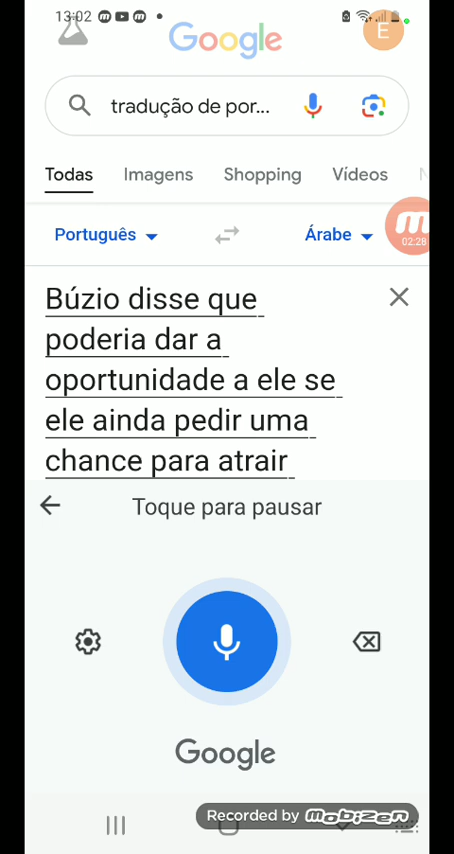 13:02
E
Google
tradução de por...
Todas Imagens Shopping Vídeos
Português Árabe
02:28
Búzio disse que
poderia dar a
oportunidade a ele se
ele ainda pedir uma
chance para atrair
Toque para pausar
Google
Recorded by MOBIZEN